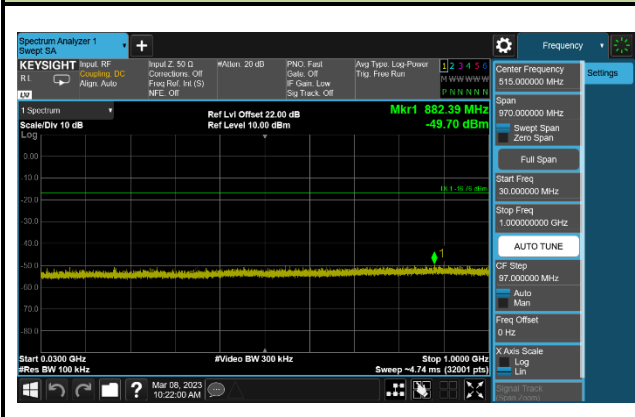 Spectrum Analyzer 1
Swept SA
+
Frequency
KEYSIGHT Input: RF
R L
Coupling: DC
Align: Auto
LXI
Input Z: 50 Ω
Corrections: Off
Freq Ref: Int (S)
NFE: Off
#Atten: 20 dB
PNO: Fast
Gate: Off
IF Gain: Low
Sig Track: Off
Avg Type: Log-Power
Trig: Free Run
1 2 3 4 5 6
M W W W W W
P N N N N N
1 Spectrum
Scale/Div 10 dB
Log
Ref Lvl Offset 22.00 dB
Ref Level 10.00 dBm
Mkr1 882.39 MHz
-49.70 dBm
0.00
-10.0
-20.0
-30.0
-40.0
-60.0
-70.0
-80.0
1
Start 0.0300 GHz
#Res BW 100 kHz
#Video BW 300 kHz
Stop 1.0000 GHz
Sweep ~4.74 ms (32001 pts)
Center Frequency
515.000000 MHz
Settings
Span
970.000000 MHz
Swept Span
Zero Span
Full Span
Start Freq
30.000000 MHz
Stop Freq
1.000000000 GHz
AUTO TUNE
CF Step
97.000000 MHz
Auto
Man
Freq Offset
0 Hz
X Axis Scale
Log
Lin
Signal Track
(Span Zoom)
?
Mar 08, 2023
10:22:00 AM